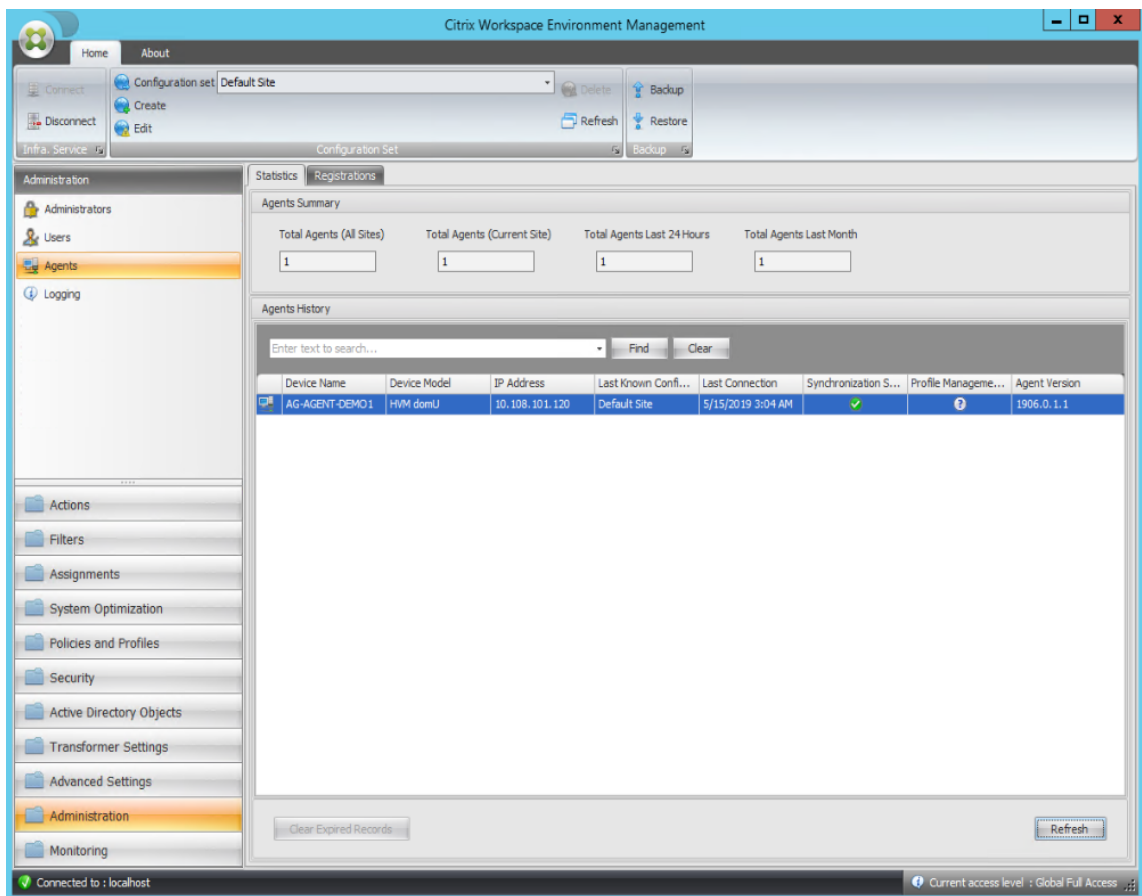 Citrix Workspace Environment Management
Home About
Connect
Disconnect
Infra. Service
Configuration set Default Site
Create
Edit
Delete
Refresh
Configuration Set
Backup
Restore
Backup
Administration
Administrators
Users
Agents
Logging
Actions
Filters
Assignments
System Optimization
Policies and Profiles
Security
Active Directory Objects
Transformer Settings
Advanced Settings
Administration
Monitoring
Statistics Registrations
Agents Summary
Total Agents (All Sites) Total Agents (Current Site) Total Agents Last 24 Hours Total Agents Last Month
1 1 1 1
Agents History
Enter text to search... Find Clear
Device Name Device Model IP Address Last Known Confi... Last Connection Synchronization S... Profile Manageme... Agent Version
AG-AGENT-DEMO1 HVM domU 10.108.101.120 Default Site 5/15/2019 3:04 AM 1906.0.1.1
Clear Expired Records Refresh
Connected to : localhost Current access level : Global Full Access